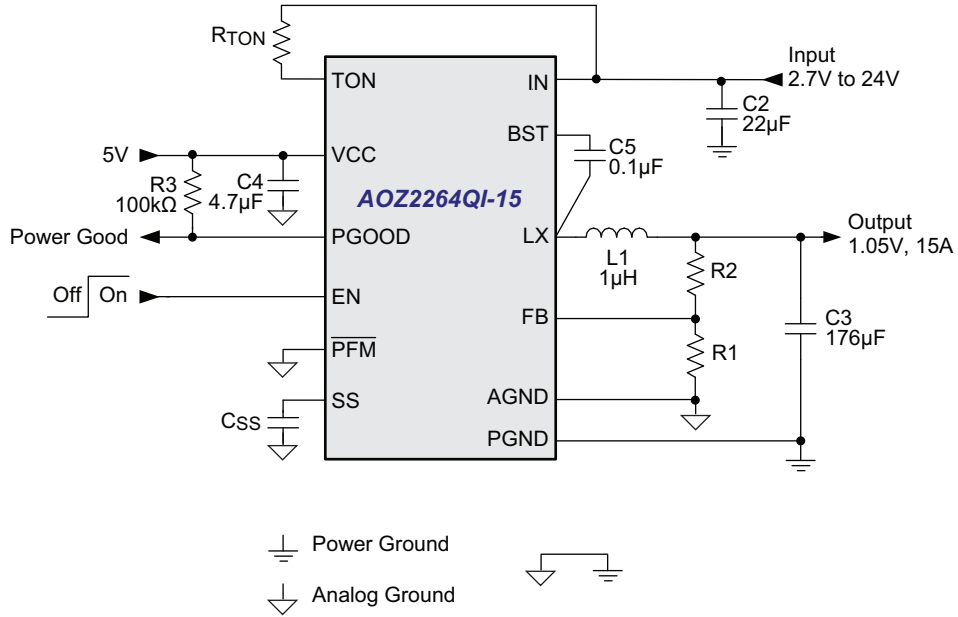 RTON
TON
IN
Input
2.7V to 24V
C2
22µF
BST
C5
0.1µF
5V
VCC
R3
100kΩ
C4
4.7µF
AOZ2264QI-15
Power Good
PGOOD
LX
L1
1µH
Output
1.05V, 15A
R2
Off
On
EN
FB
C3
176µF
PFM
R1
SS
AGND
CSS
PGND
Power Ground
Analog Ground